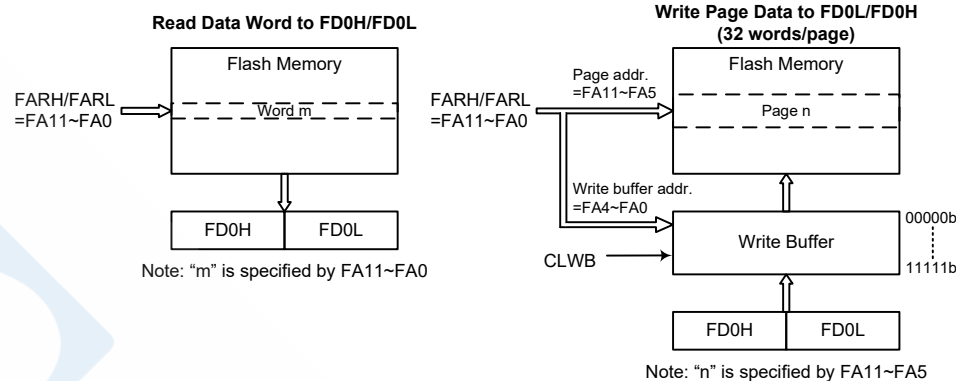 Read Data Word to FD0H/FD0L
Flash Memory
FARH/FARL
=FA11~FA0
Word m
FD0H
FD0L
Note: “m” is specified by FA11~FA0
Write Page Data to FD0L/FD0H
(32 words/page)
Flash Memory
Page addr.
=FA11~FA5
FARH/FARL
=FA11~FA0
Page n
Write buffer addr.
=FA4~FA0
Write Buffer
00000b
11111b
CLWB
FD0H
FD0L
Note: “n” is specified by FA11~FA5